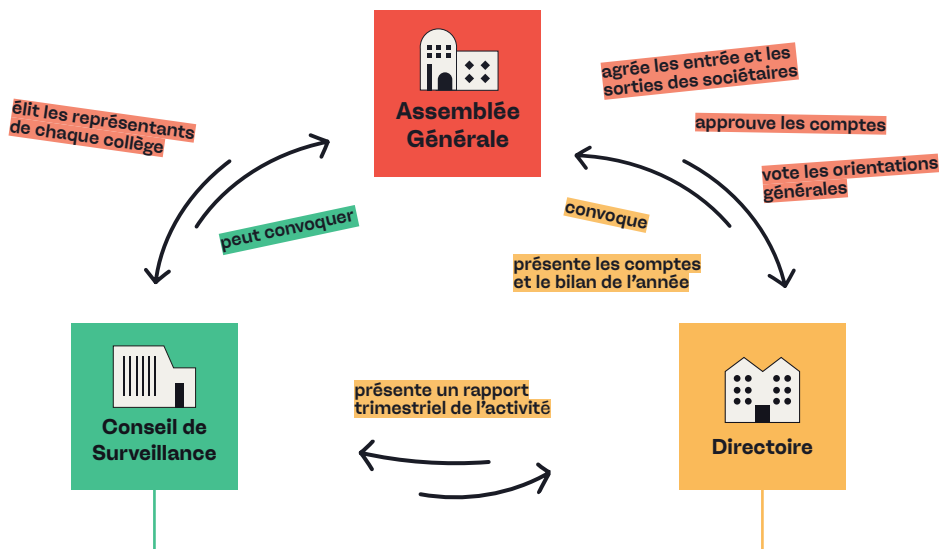 Assemblée
Générale
agrée les entrée et les
sorties des sociétaires
élit les représentants
de chaque collège
approuve les comptes
vote les orientations
générales
peut convoquer
convoque
présente les comptes
et le bilan de l'année
présente un rapport
trimestriel de l'activité
Conseil de
Surveillance
Directoire